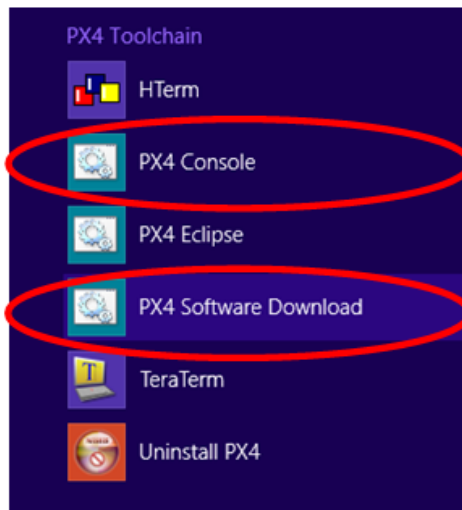 PX4 Toolchain
HTerm
PX4 Console
PX4 Eclipse
PX4 Software Download
T
TeraTerm
Uninstall PX4